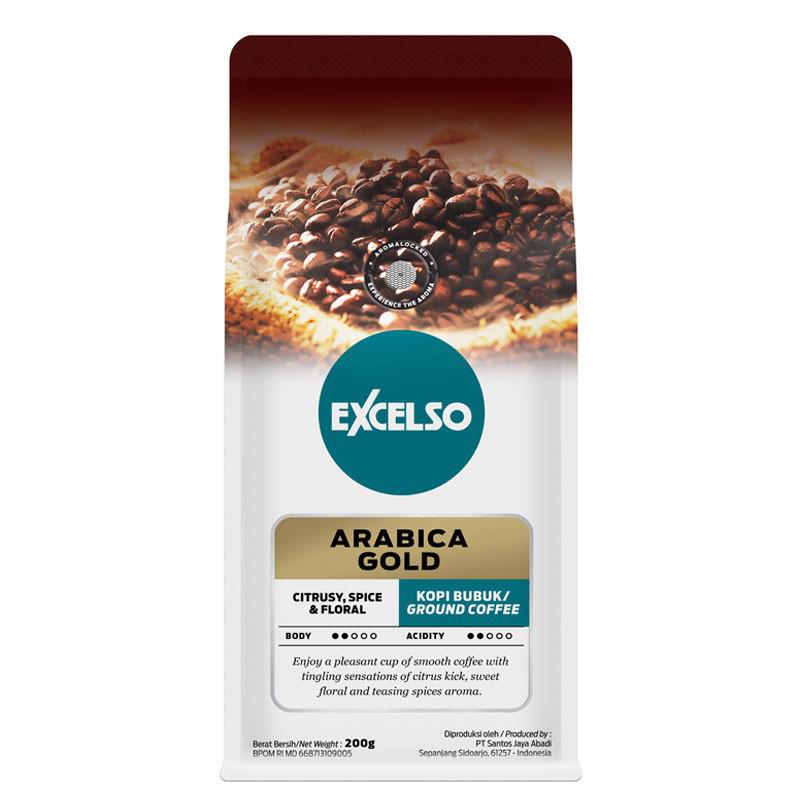 AROMALOCKED
EXPERIENCE THE AROMA
EXCELSO
ARABICA
GOLD
CITRUSY, SPICE
& FLORAL
KOPI BUBUK/
GROUND COFFEE
BODY
ACIDITY
Enjoy a pleasant cup of smooth coffee with
tingling sensations of citrus kick, sweet
floral and teasing spices aroma.
Berat Bersih/Net Weight : 200g
BPOM RI MD 668713109005
Diproduksi oleh / Produced by :
PT Santos Jaya Abadi
Sepanjang Sidoarjo, 61257 - Indonesia